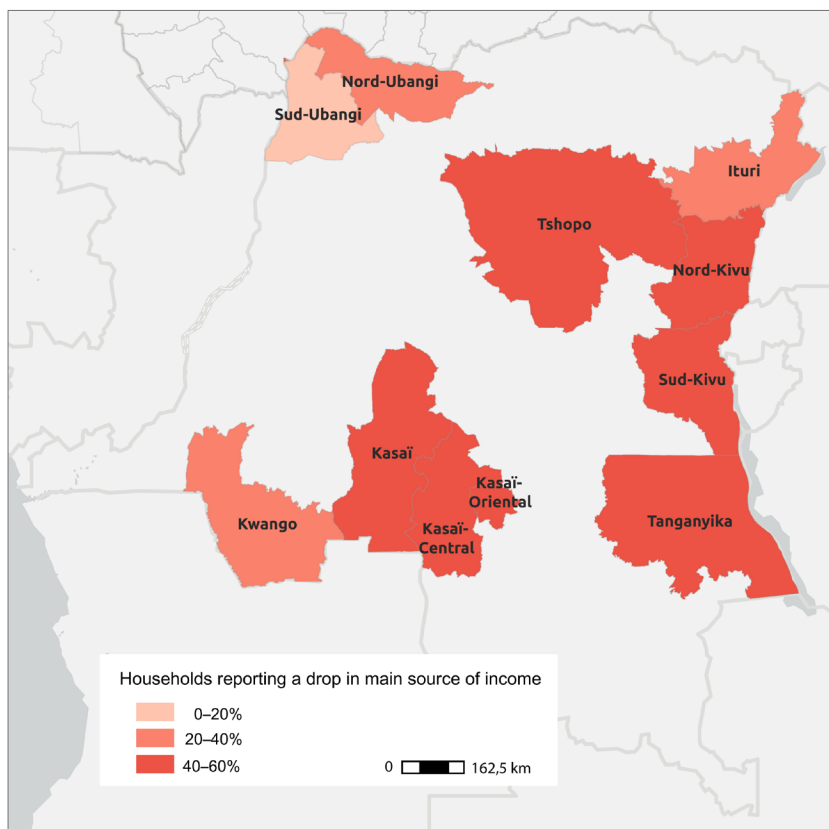 Nord-Ubangi
Sud-Ubangi
Ituri
Tshopo
Nord-Kivu
Sud-Kivu
Kasaï
Kasaï-
Oriental
Kwango
Kasaï-
Central
Tanganyika
Households reporting a drop in main source of income
0–20%
20–40%
40–60%
0 162,5 km